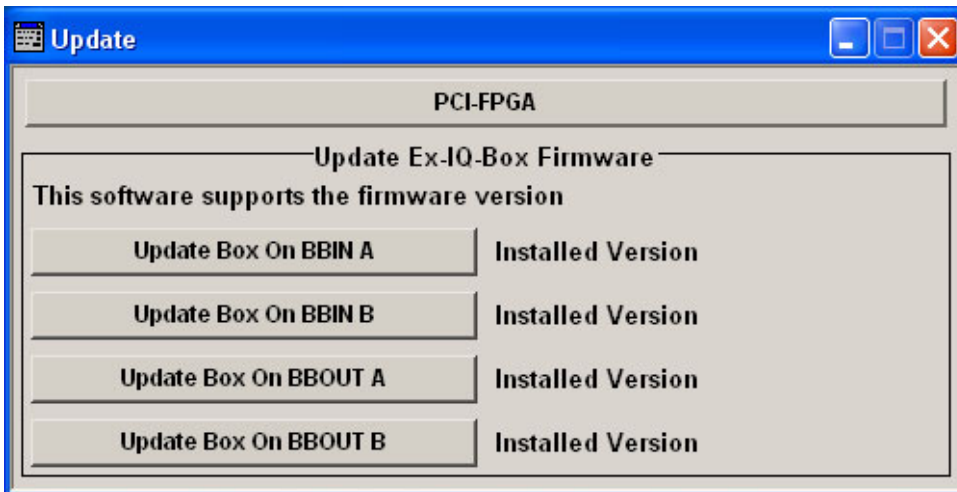 Update
PCI-FPGA
Update Ex-IQ-Box Firmware
This software supports the firmware version
Update Box On BBIN A Installed Version
Update Box On BBIN B Installed Version
Update Box On BBOUT A Installed Version
Update Box On BBOUT B Installed Version